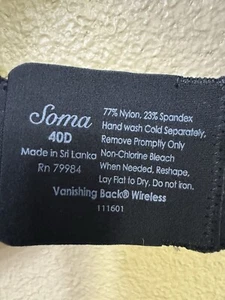 Soma
40D
Made in Sri Lanka
Rn 79984
77% Nylon, 23% Spandex
Hand wash Cold Separately,
Remove Promptly Only
Non-Chlorine Bleach
When Needed, Reshape,
Lay Flat to Dry. Do not iron.
Vanishing Back® Wireless
111601